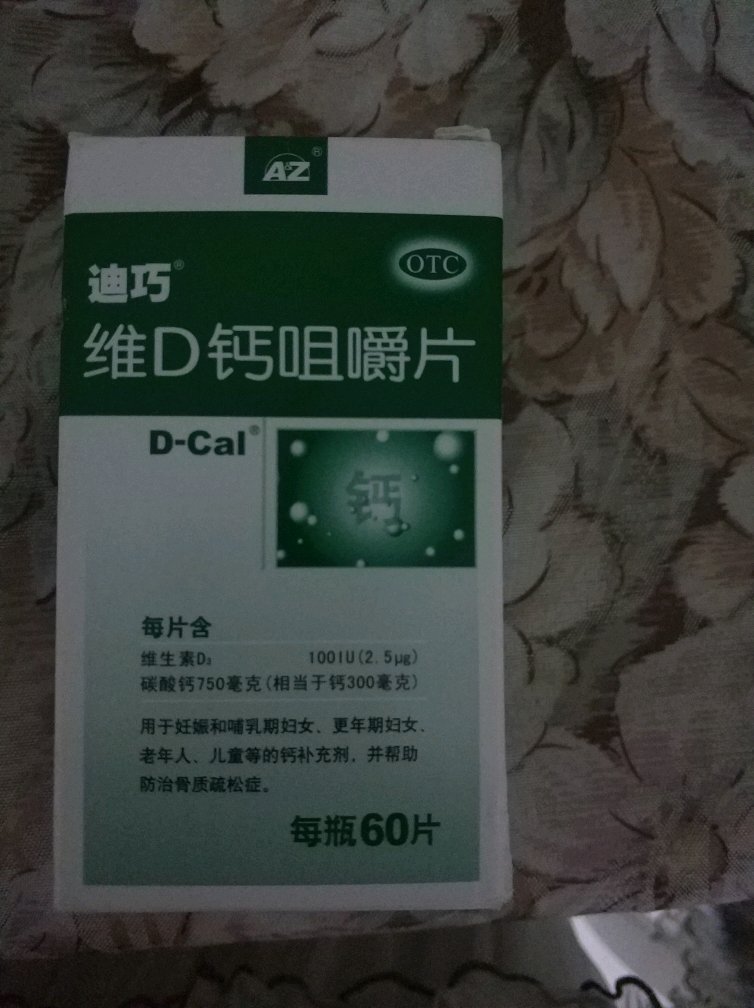 A&Z®
OTC
迪巧®
维D钙咀嚼片
D-Cal®
钙
每片含
维生素D₃ 100IU(2.5μg)
碳酸钙750毫克(相当于钙300毫克)
用于妊娠和哺乳期妇女、更年期妇女、
老年人、儿童等的钙补充剂，并帮助
防治骨质疏松症。
每瓶60片